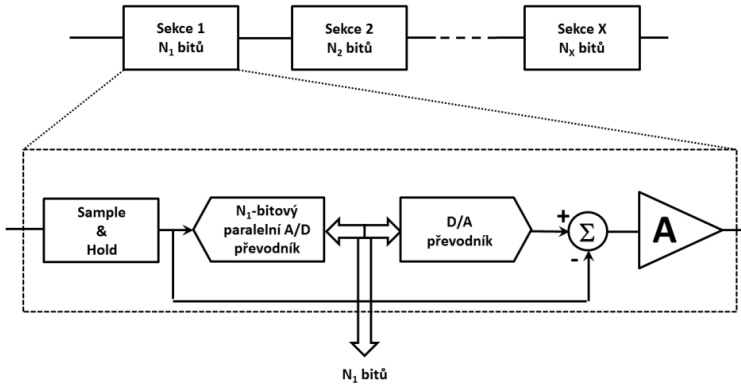 Sekce 1
N₁ bitů
Sekce 2
N₂ bitů
Sekce X
Nₓ bitů
Sample
&
Hold
N₁-bitový
paralelní A/D
převodník
D/A
převodník
+
Σ
-
A
N₁ bitů